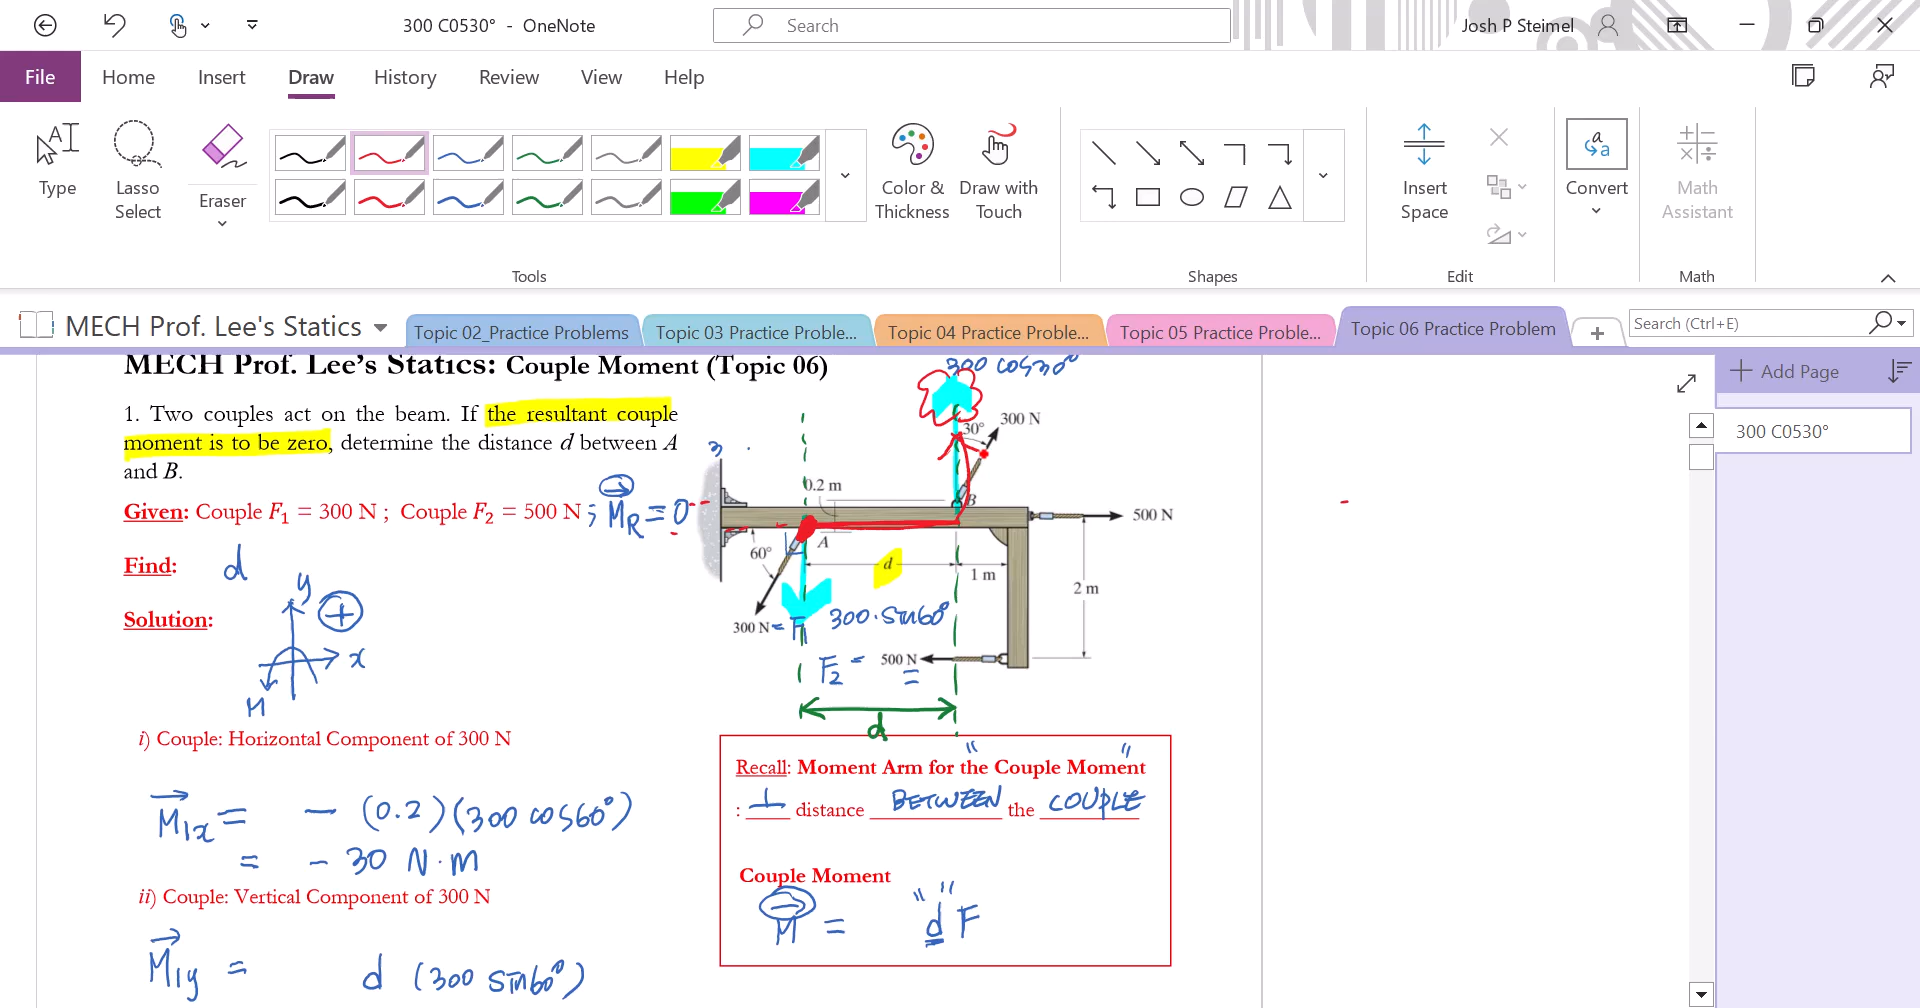 300 C0530° - OneNote
Search
Josh P Steimel
File
Home
Insert
Draw
History
Review
View
Help
Type
Lasso
Select
Eraser
Color &
Thickness
Draw with
Touch
Insert
Space
Convert
Math
Assistant
Tools
Shapes
Edit
Math
MECH Prof. Lee's Statics
Topic 02_Practice Problems
Topic 03 Practice Proble...
Topic 04 Practice Proble...
Topic 05 Practice Proble...
Topic 06 Practice Problem
Search (Ctrl+E)
Add Page
300 C0530°
MECH Prof. Lee's Statics: Couple Moment (Topic 06)
1. Two couples act on the beam. If the resultant couple
moment is to be zero, determine the distance d between A
and B.
Given: Couple F₁ = 300 N ; Couple F₂ = 500 N ; M_R = 0
Find: d
Solution:
y
+
x
M
i) Couple: Horizontal Component of 300 N
M1x = - (0.2)(300 cos60°)
= - 30 N·M
ii) Couple: Vertical Component of 300 N
M1y = d (300 sin60°)
300 cos30°
30°
300 N
0.2 m
B
500 N
A
60°
d
1 m
2 m
300 N = F1
300·sin60°
F2 = 500 N
d
Recall: Moment Arm for the "Couple Moment"
: ⊥ distance BETWEEN the COUPLE
Couple Moment
M = "d" F